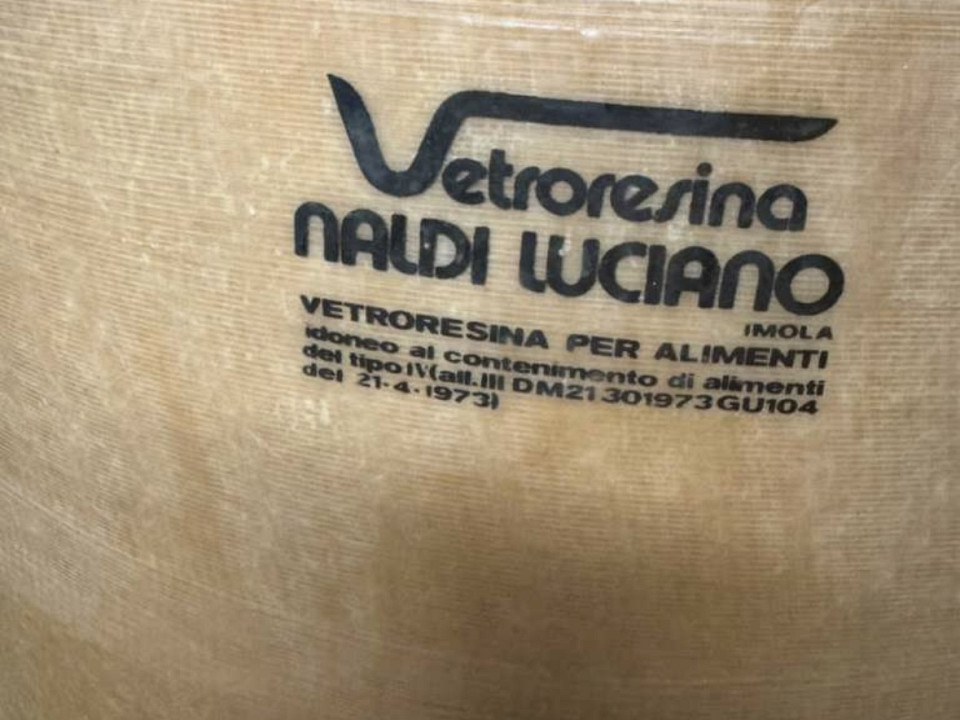 Vetroresina
NALDI LUCIANO
IMOLA
VETRORESINA PER ALIMENTI
idoneo al contenimento di alimenti
del tipo IV(all.III DM21 301973 GU104
del 21-4-1973)